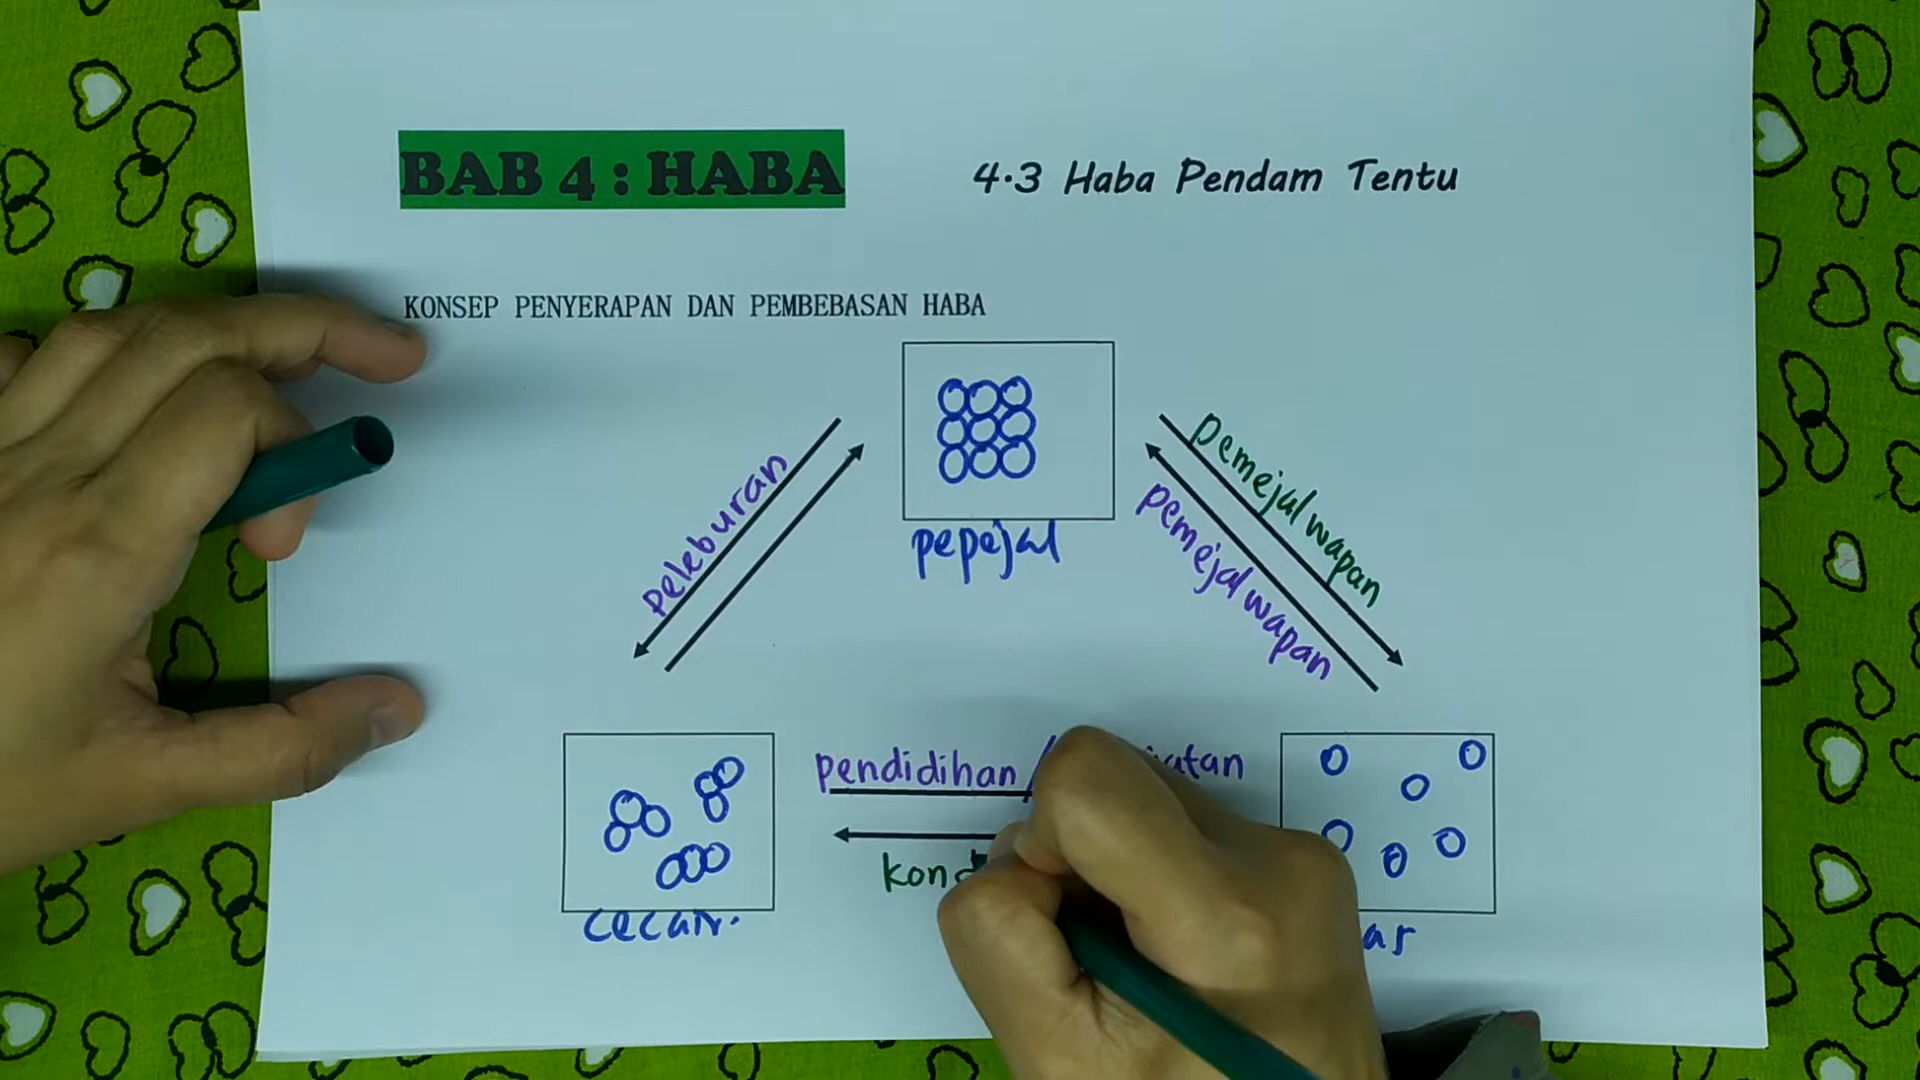 BAB 4 : HABA
4.3 Haba Pendam Tentu
KONSEP PENYERAPAN DAN PEMBEBASAN HABA
peleburan
pemejalwapan
pemejalwapan
pepejal
pendidihan /
cecair.